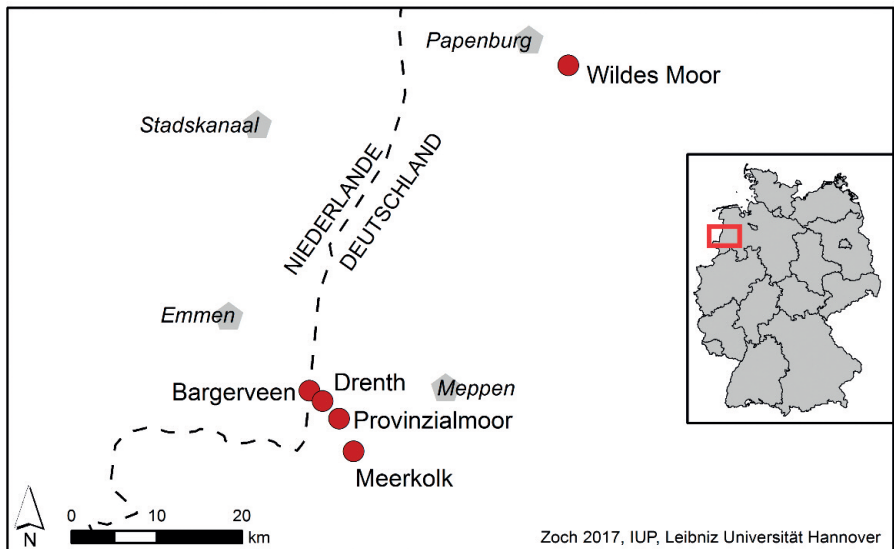 Papenburg
Wildes Moor
Stadskanaal
NIEDERLANDE
DEUTSCHLAND
Emmen
Bargerveen
Drenth
Meppen
Provinzialmoor
Meerkolk
0 10 20
km
N
Zoch 2017, IUP, Leibniz Universität Hannover